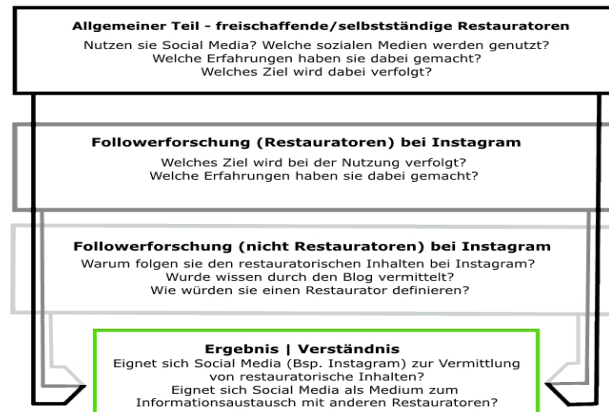 Allgemeiner Teil - freischaffende/selbstständige Restauratoren
Nutzen sie Social Media? Welche sozialen Medien werden genutzt?
Welche Erfahrungen haben sie dabei gemacht?
Welches Ziel wird dabei verfolgt?
Followerforschung (Restauratoren) bei Instagram
Welches Ziel wird bei der Nutzung verfolgt?
Welche Erfahrungen haben sie dabei gemacht?
Followerforschung (nicht Restauratoren) bei Instagram
Warum folgen sie den restauratorischen Inhalten bei Instagram?
Wurde wissen durch den Blog vermittelt?
Wie würden sie einen Restaurator definieren?
Ergebnis | Verständnis
Eignet sich Social Media (Bsp. Instagram) zur Vermittlung
von restauratorische Inhalten?
Eignet sich Social Media als Medium zum
Informationsaustausch mit anderen Restauratoren?